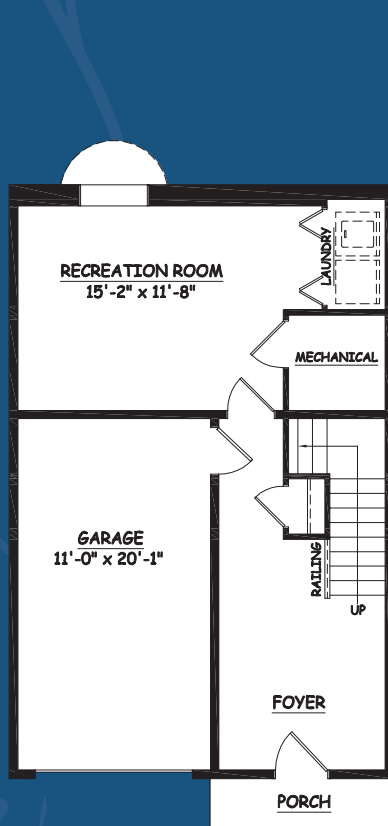 RECREATION ROOM
15'-2" x 11'-8"
LAUNDRY
MECHANICAL
GARAGE
11'-0" x 20'-1"
RAILING
UP
FOYER
PORCH